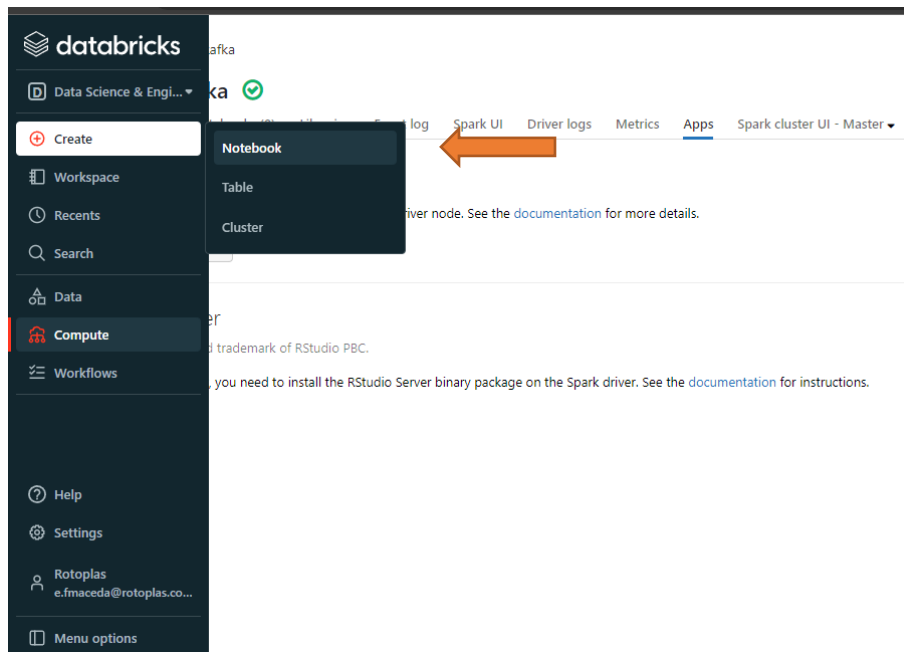 databricks
afka
D Data Science & Engi...
ka
log Spark UI Driver logs Metrics Apps Spark cluster UI - Master
Create
Notebook
Workspace
Table
Recents
iver node. See the documentation for more details.
Cluster
Search
Data
er
Compute
d trademark of RStudio PBC.
Workflows
, you need to install the RStudio Server binary package on the Spark driver. See the documentation for instructions.
Help
Settings
Rotoplas
e.fmaceda@rotoplas.co...
Menu options